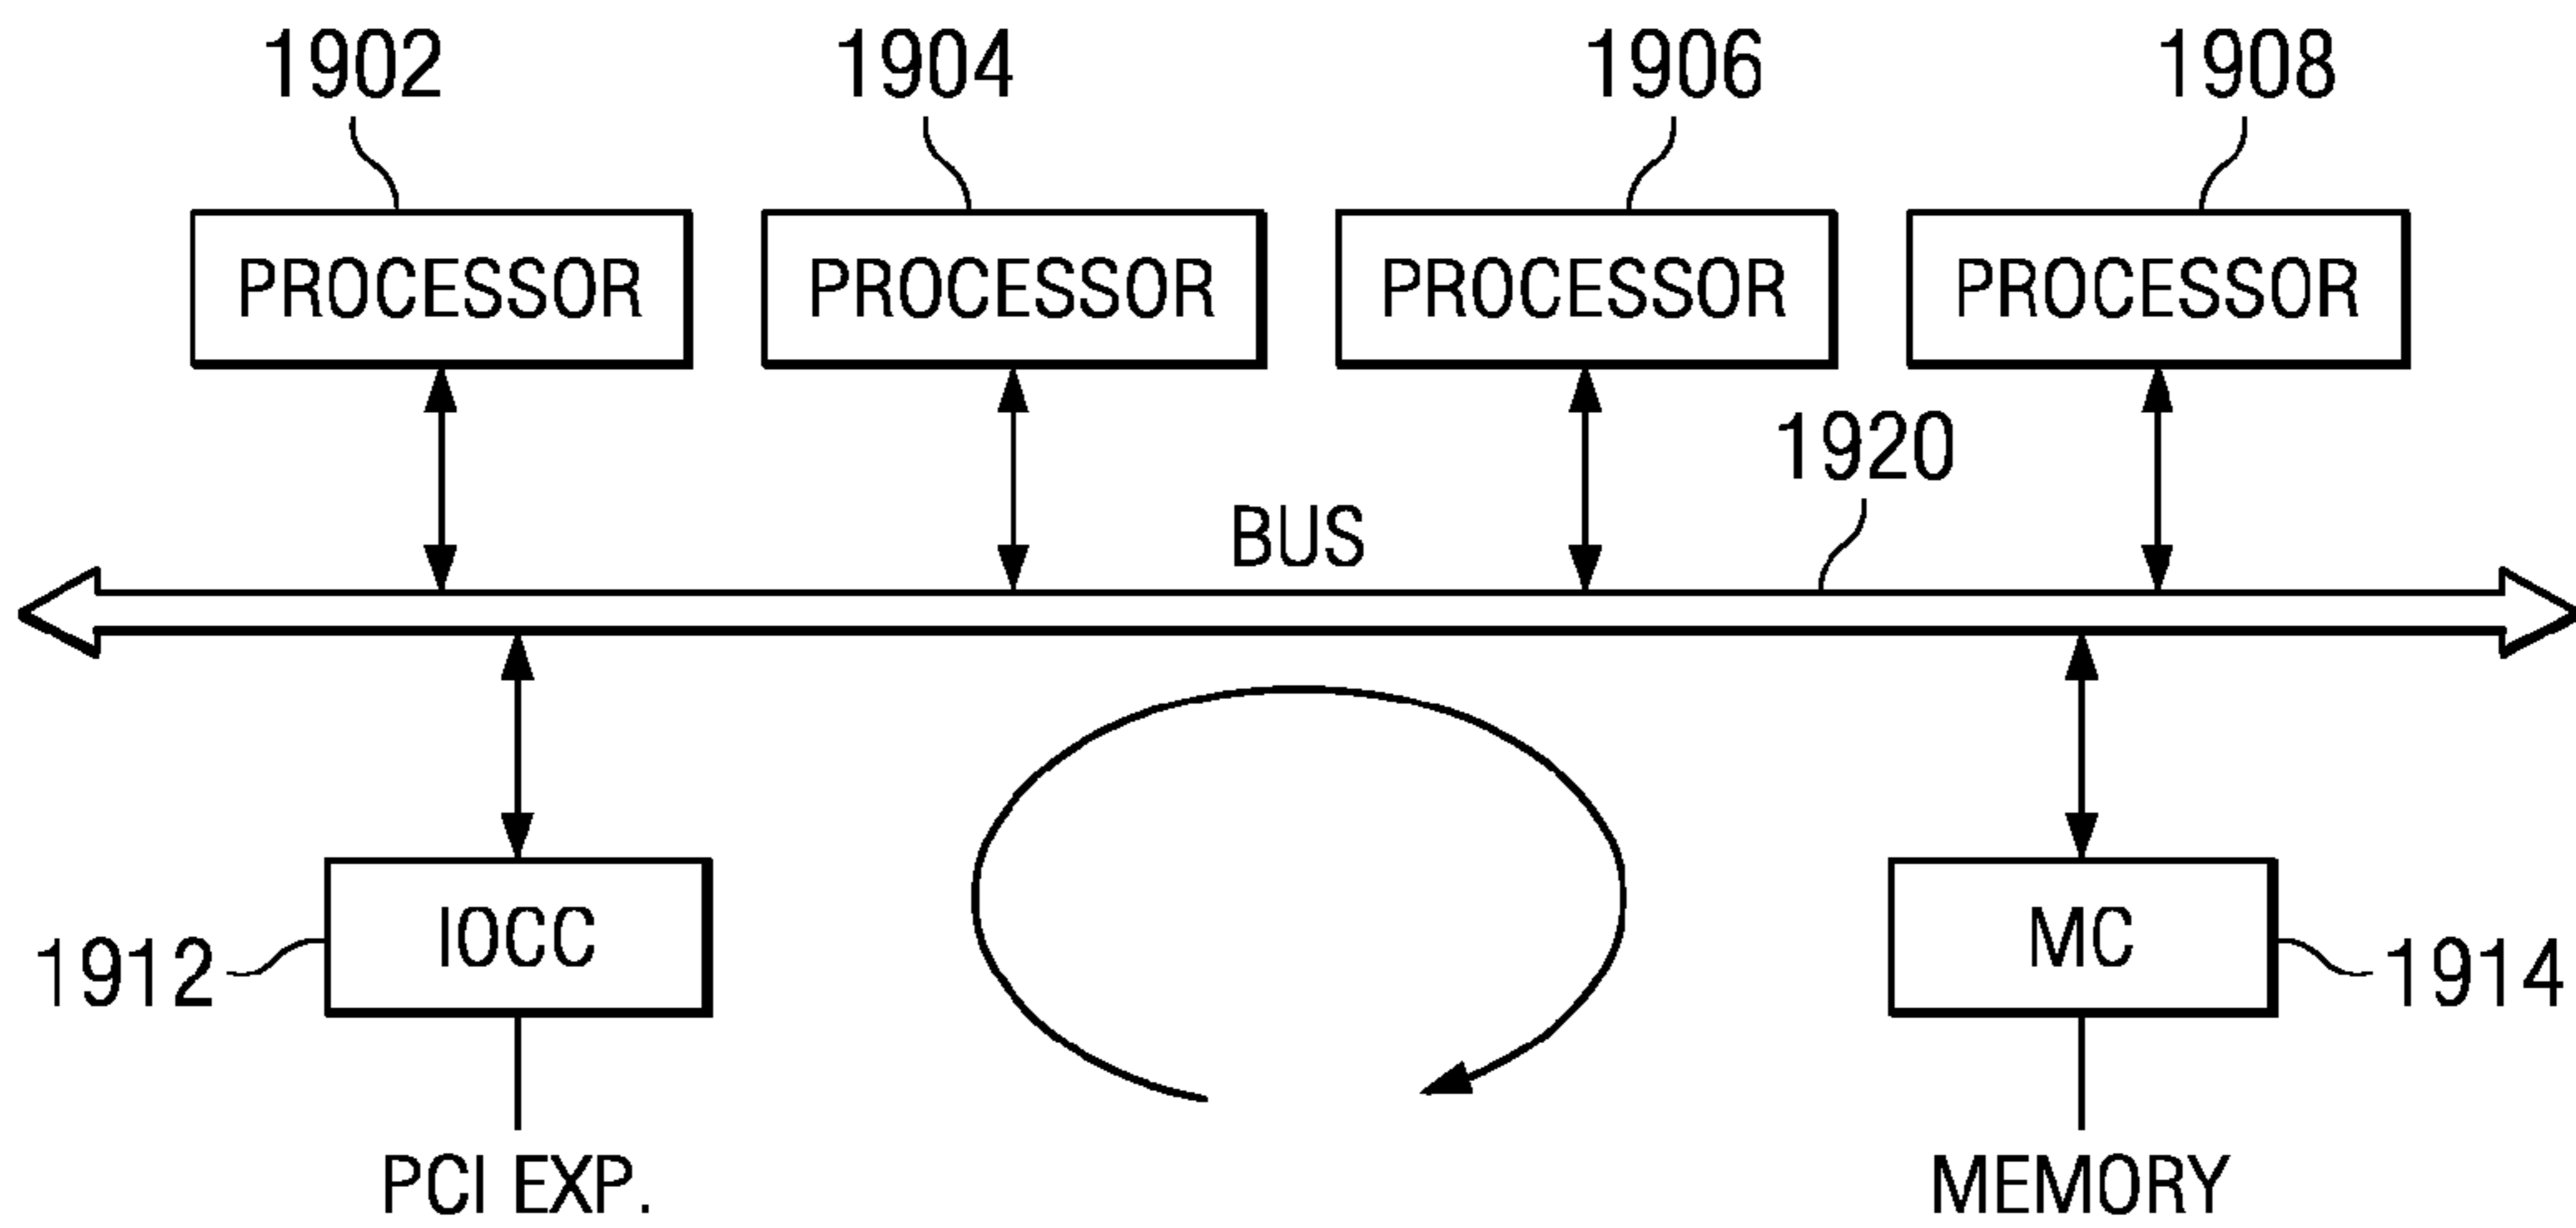 1902 1904 1906 1908
PROCESSOR PROCESSOR PROCESSOR PROCESSOR
1920
BUS
IOCC MC
1912 1914
PCI EXP. MEMORY